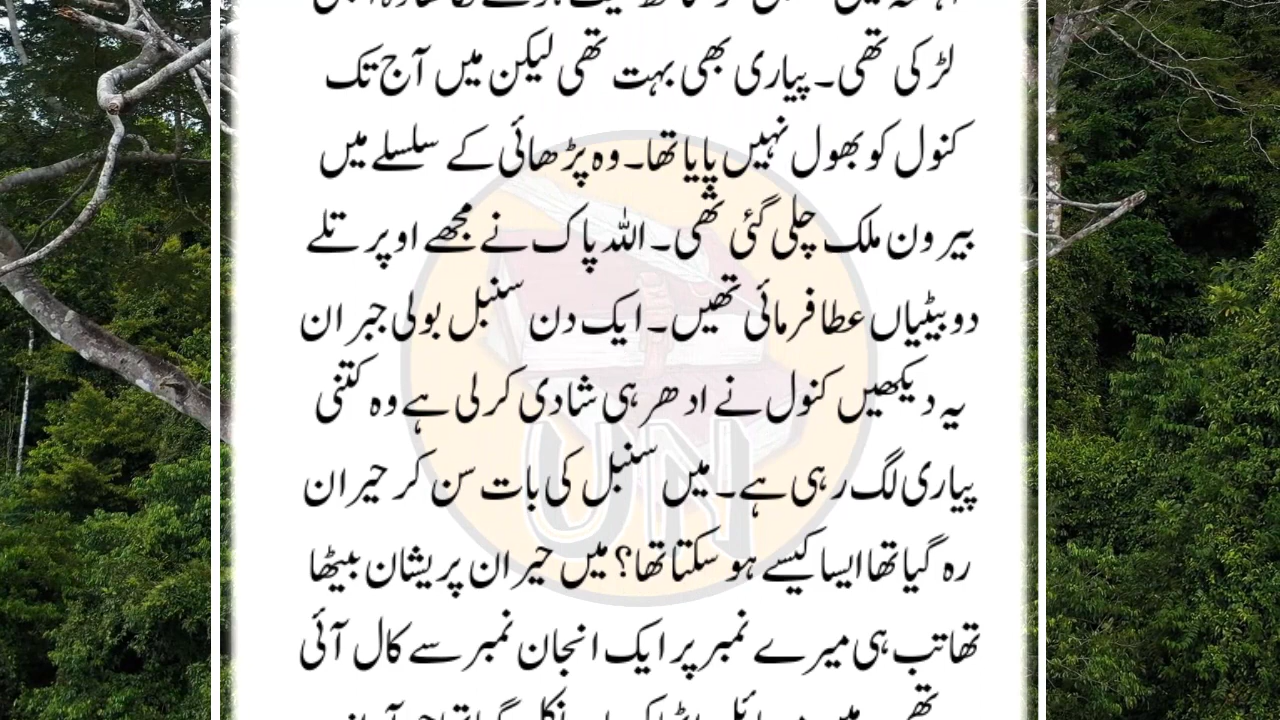 لڑکی تھی۔ پیاری بھی بہت تھی لیکن میں آج تک
کنول کو بھول نہیں پایا تھا۔ وہ پڑھائی کے سلسلے میں
بیرون ملک چلی گئی تھی۔ اللہ پاک نے مجھے اوپر تلے
دو بیٹیاں عطا فرمائی تھیں۔ ایک دن سنبل بولی جبران
یہ دیکھیں کنول نے ادھر ہی شادی کر لی ہے وہ کتنی
پیاری لگ رہی ہے۔ میں سنبل کی بات سن کر حیران
رہ گیا تھا ایسا کیسے ہو سکتا تھا؟ میں حیران پریشان بیٹھا
تھا تب ہی میرے نمبر پر ایک انجان نمبر سے کال آئی
UN